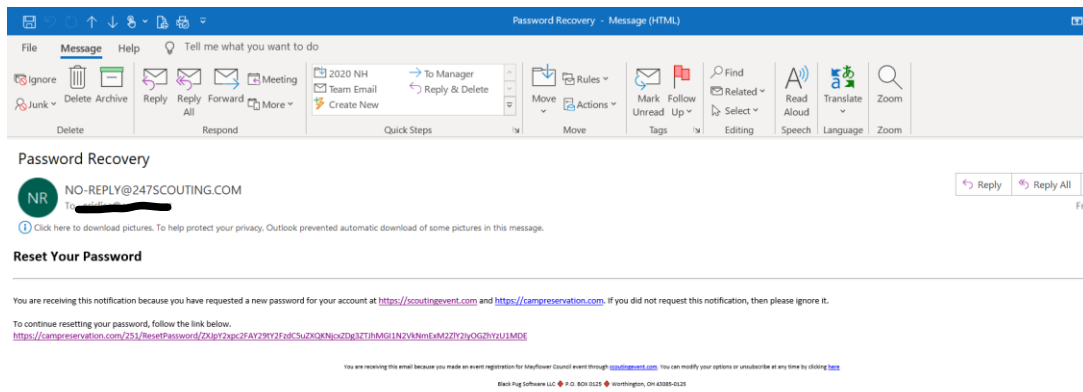 Password Recovery - Message (HTML)
File Message Help Tell me what you want to do
Ignore
Junk
Delete Archive
Reply Reply All Forward
Meeting
More
2020 NH To Manager
Team Email Reply & Delete
Create New
Move
Rules
Actions
Mark Unread Follow Up
Find
Related
Select
Read Aloud
Translate
Zoom
Delete Respond Quick Steps Move Tags Editing Speech Language Zoom
Password Recovery
NR
NO-REPLY@247SCOUTING.COM
Reply Reply All
To
Click here to download pictures. To help protect your privacy, Outlook prevented automatic download of some pictures in this message.
Reset Your Password
You are receiving this notification because you have requested a new password for your account at https://scoutingevent.com and https://campreservation.com. If you did not request this notification, then please ignore it.
To continue resetting your password, follow the link below.
You are receiving this email because you made an event registration for Mayflower Council event through scoutingevent.com. You can modify your options or unsubscribe at any time by clicking here
Black Pug Software LLC P.O. BOX 0125 Worthington, OH 43085-0125